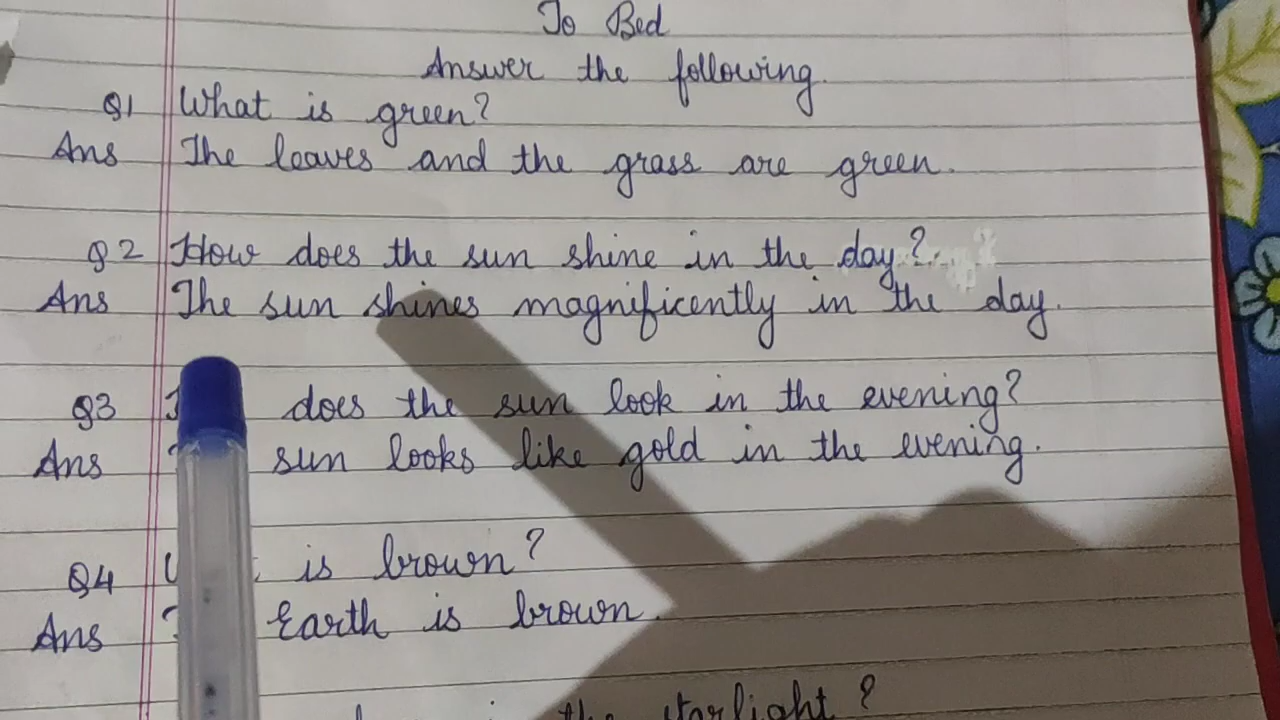 To Bed
Answer the following.
Q1 What is green?
Ans The leaves and the grass are green.
Q2 How does the sun shine in the day?
Ans The sun shines magnificently in the day.
Q3 does the sun look in the evening?
Ans sun looks like gold in the evening.
Q4 is brown?
Ans Earth is brown.
the starlight?